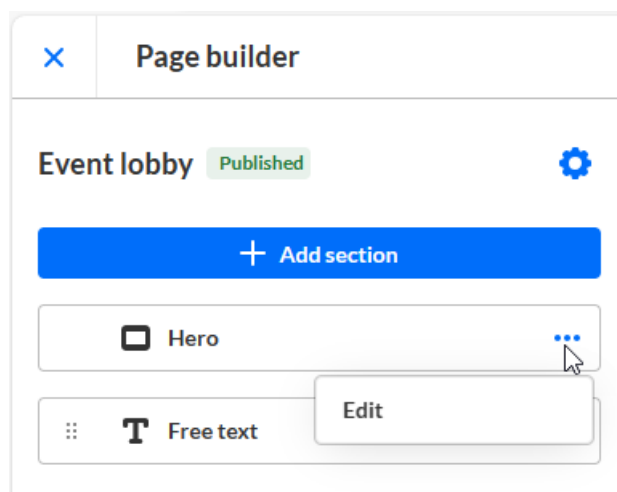 Page builder
Event lobby Published
Add section
Hero
Edit
Free text